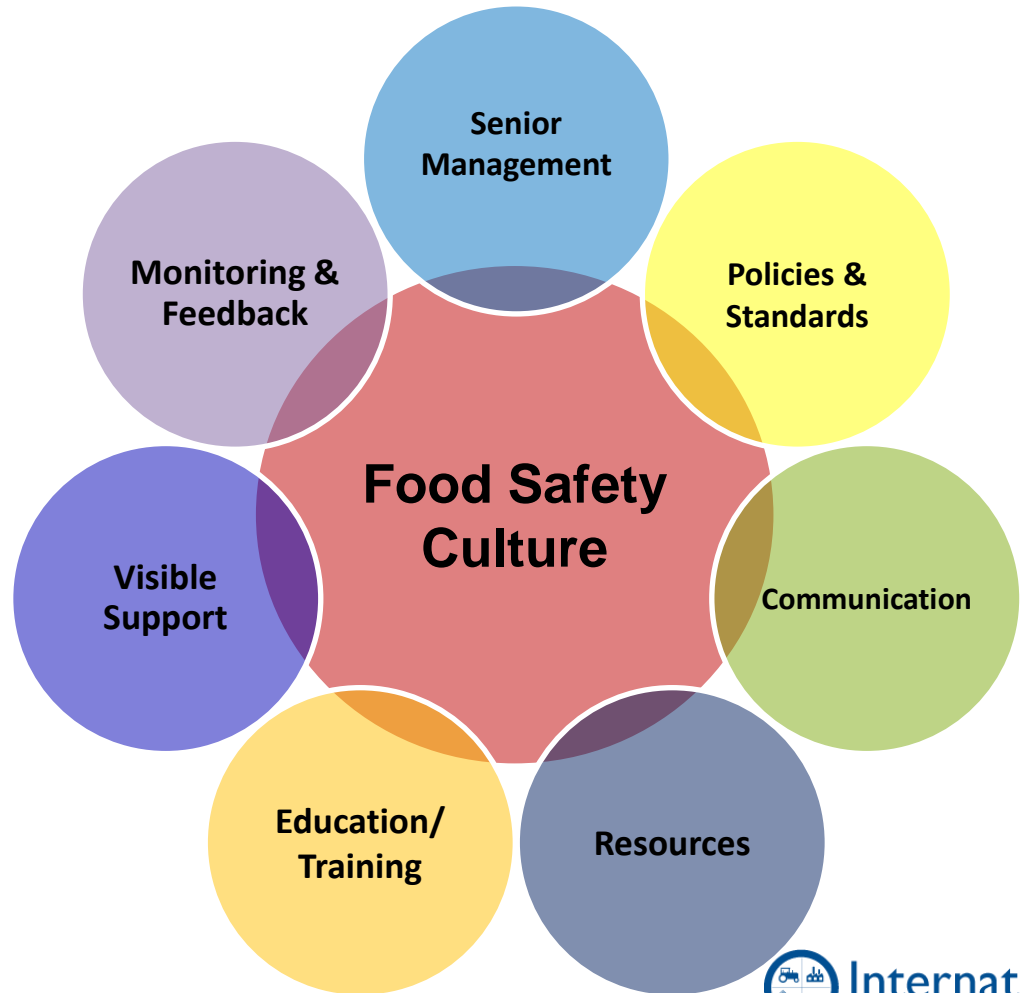 Senior
Management
Policies &
Standards
Communication
Resources
Education/
Training
Visible
Support
Monitoring &
Feedback
Food Safety
Culture
Internat